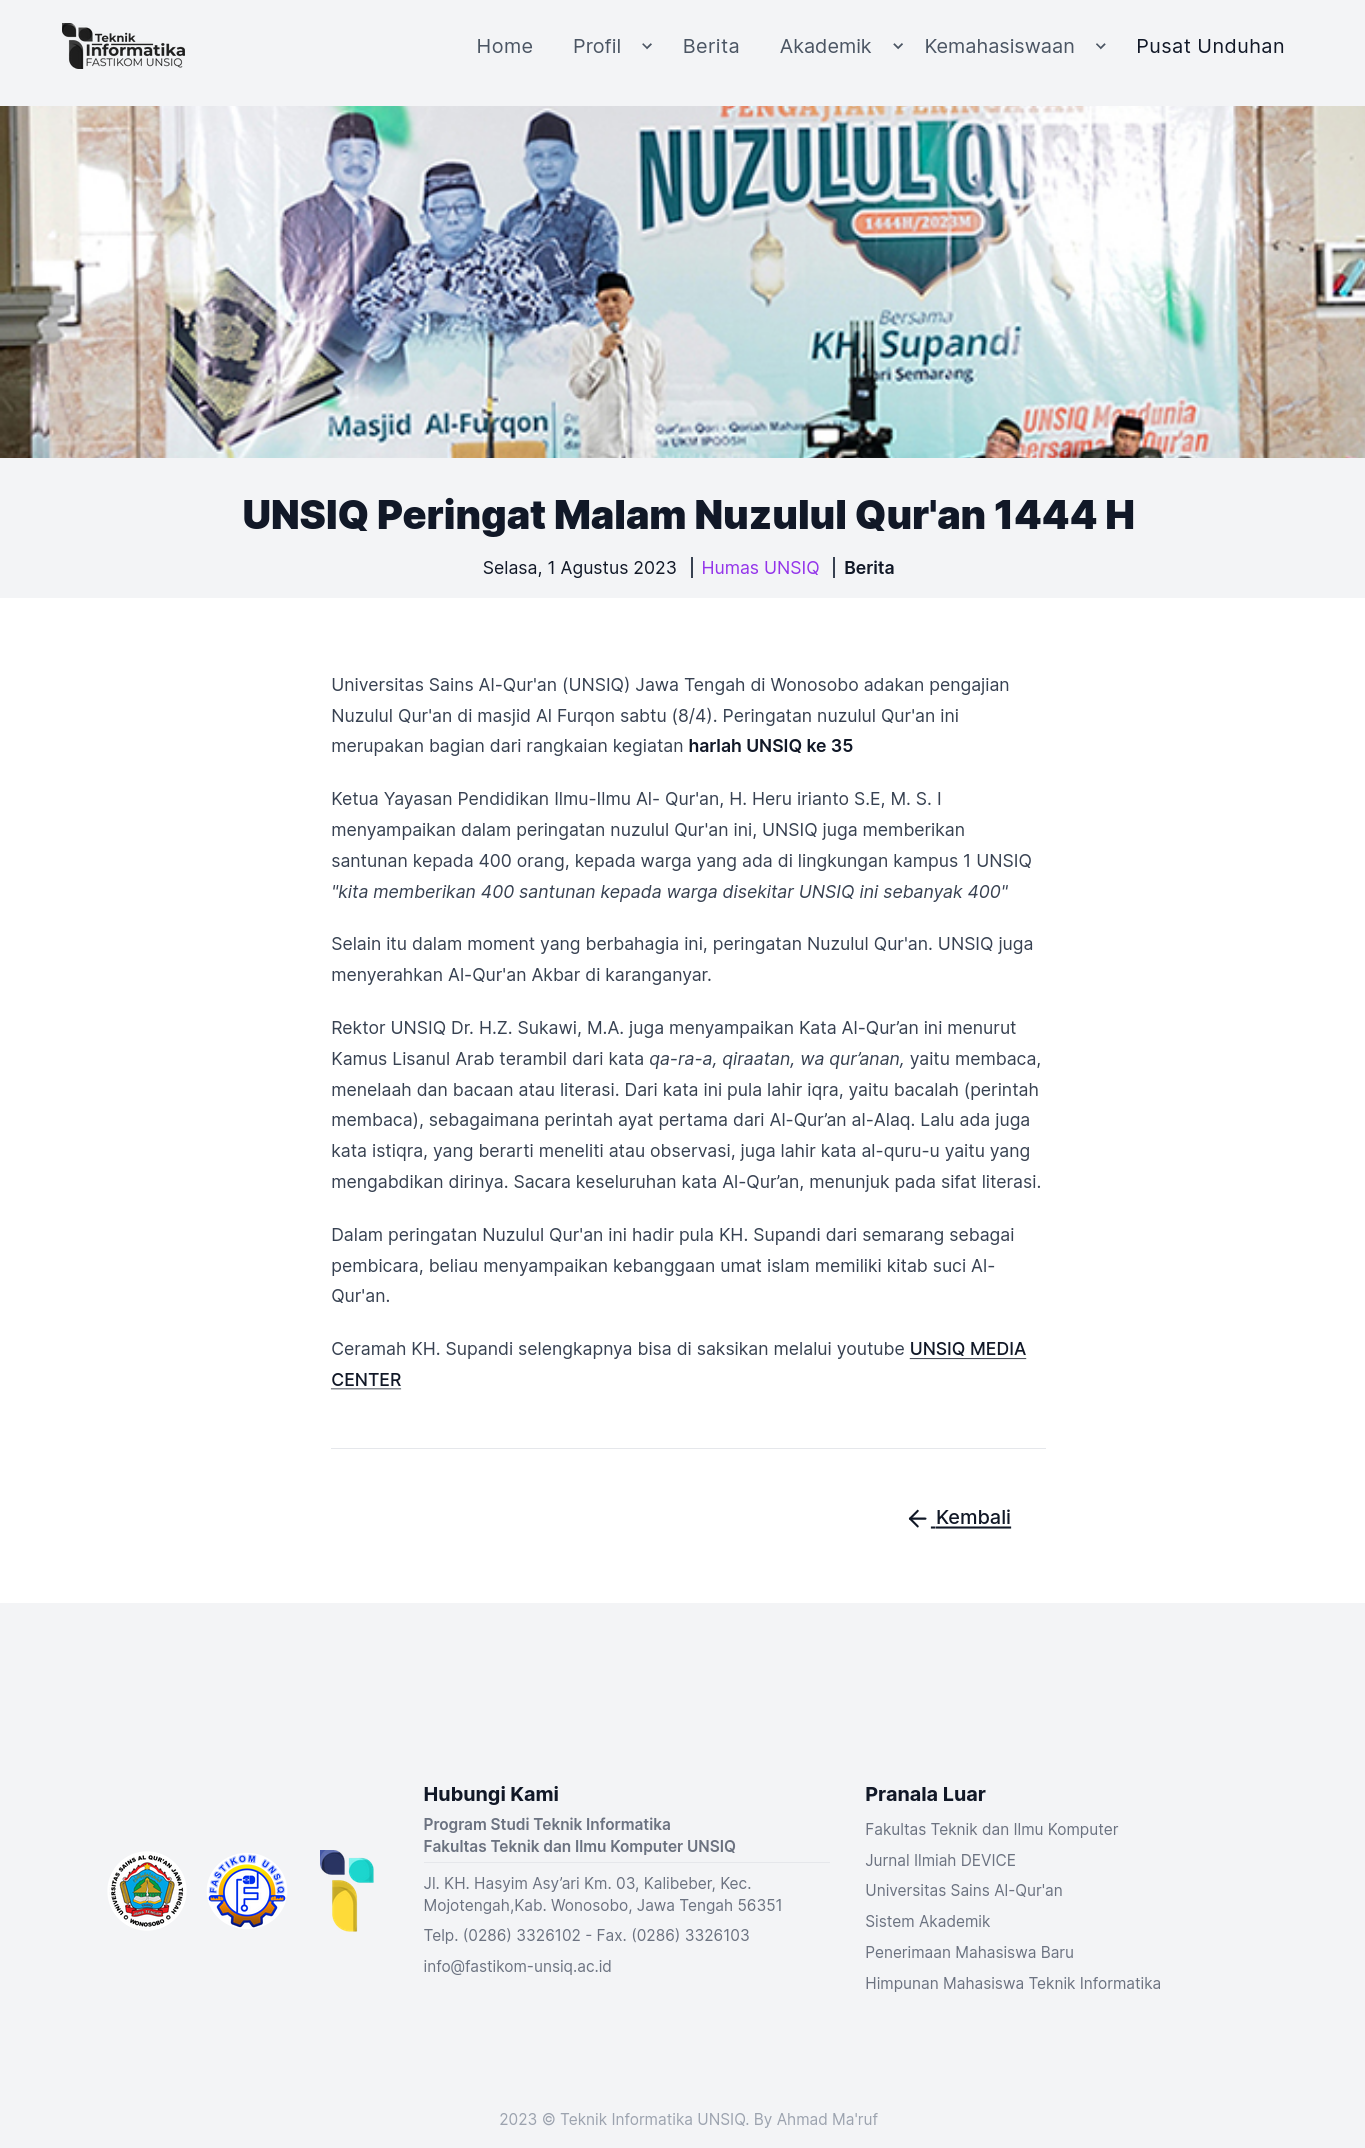 Teknik
Informatika
FASTIKOM UNSIQ
Home Profil Berita Akademik Kemahasiswaan Pusat Unduhan
PENGAJIAN PERINGATAN
NUZULUL QUR
1444H/2023M
Bersama
KH. Supandi
dari Semarang
Masjid Al-Furqon
UNSIQ Mendunia
bersama Qur'an
UNSIQ Peringat Malam Nuzulul Qur'an 1444 H
Selasa, 1 Agustus 2023 | Humas UNSIQ | Berita
Universitas Sains Al-Qur'an (UNSIQ) Jawa Tengah di Wonosobo adakan pengajian
Nuzulul Qur'an di masjid Al Furqon sabtu (8/4). Peringatan nuzulul Qur'an ini
merupakan bagian dari rangkaian kegiatan harlah UNSIQ ke 35
Ketua Yayasan Pendidikan Ilmu-Ilmu Al- Qur'an, H. Heru irianto S.E, M. S. I
menyampaikan dalam peringatan nuzulul Qur'an ini, UNSIQ juga memberikan
santunan kepada 400 orang, kepada warga yang ada di lingkungan kampus 1 UNSIQ
"kita memberikan 400 santunan kepada warga disekitar UNSIQ ini sebanyak 400"
Selain itu dalam moment yang berbahagia ini, peringatan Nuzulul Qur'an. UNSIQ juga
menyerahkan Al-Qur'an Akbar di karanganyar.
Rektor UNSIQ Dr. H.Z. Sukawi, M.A. juga menyampaikan Kata Al-Qur’an ini menurut
Kamus Lisanul Arab terambil dari kata qa-ra-a, qiraatan, wa qur’anan, yaitu membaca,
menelaah dan bacaan atau literasi. Dari kata ini pula lahir iqra, yaitu bacalah (perintah
membaca), sebagaimana perintah ayat pertama dari Al-Qur’an al-Alaq. Lalu ada juga
kata istiqra, yang berarti meneliti atau observasi, juga lahir kata al-quru-u yaitu yang
mengabdikan dirinya. Sacara keseluruhan kata Al-Qur’an, menunjuk pada sifat literasi.
Dalam peringatan Nuzulul Qur'an ini hadir pula KH. Supandi dari semarang sebagai
pembicara, beliau menyampaikan kebanggaan umat islam memiliki kitab suci Al-
Qur'an.
Ceramah KH. Supandi selengkapnya bisa di saksikan melalui youtube UNSIQ MEDIA
CENTER
Kembali
UNIVERSITAS SAINS AL QUR'AN JAWA TENGAH
WONOSOBO
FASTIKOM UNSIQ
Hubungi Kami
Program Studi Teknik Informatika
Fakultas Teknik dan Ilmu Komputer UNSIQ
Jl. KH. Hasyim Asy’ari Km. 03, Kalibeber, Kec.
Mojotengah,Kab. Wonosobo, Jawa Tengah 56351
Telp. (0286) 3326102 - Fax. (0286) 3326103
info@fastikom-unsiq.ac.id
Pranala Luar
Fakultas Teknik dan Ilmu Komputer
Jurnal Ilmiah DEVICE
Universitas Sains Al-Qur'an
Sistem Akademik
Penerimaan Mahasiswa Baru
Himpunan Mahasiswa Teknik Informatika
2023 © Teknik Informatika UNSIQ. By Ahmad Ma'ruf